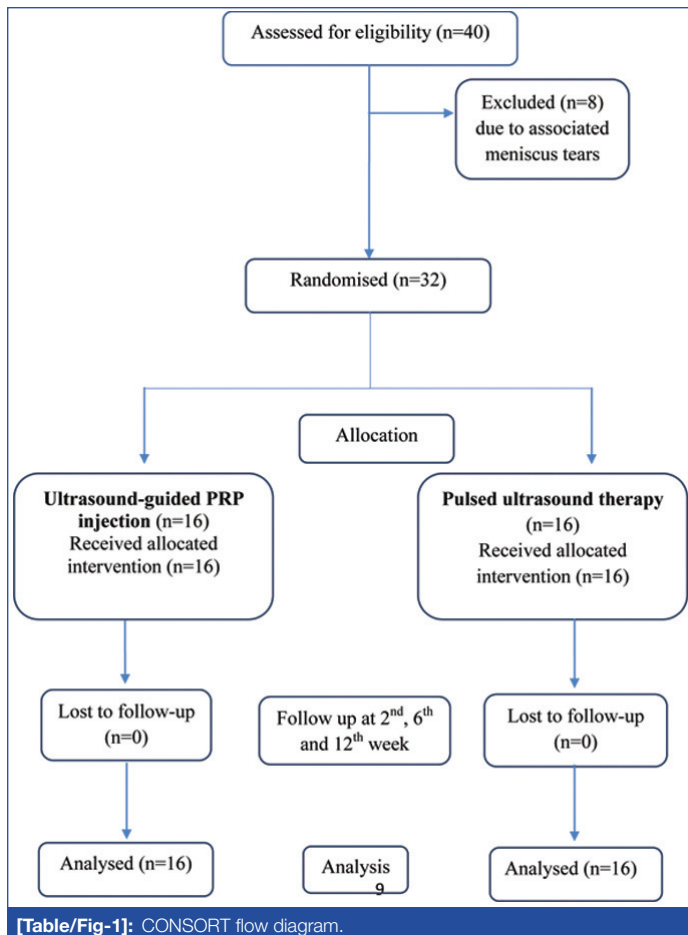 Assessed for eligibility (n=40)
Excluded (n=8)
due to associated
meniscus tears
Randomised (n=32)
Allocation
Ultrasound-guided PRP
injection (n=16)
Received allocated
intervention (n=16)
Pulsed ultrasound therapy
(n=16)
Received allocated
intervention (n=16)
Lost to follow-up
(n=0)
Follow up at 2nd, 6th
and 12th week
Lost to follow-up
(n=0)
Analysed (n=16)
Analysis
9
Analysed (n=16)
[Table/Fig-1]: CONSORT flow diagram.